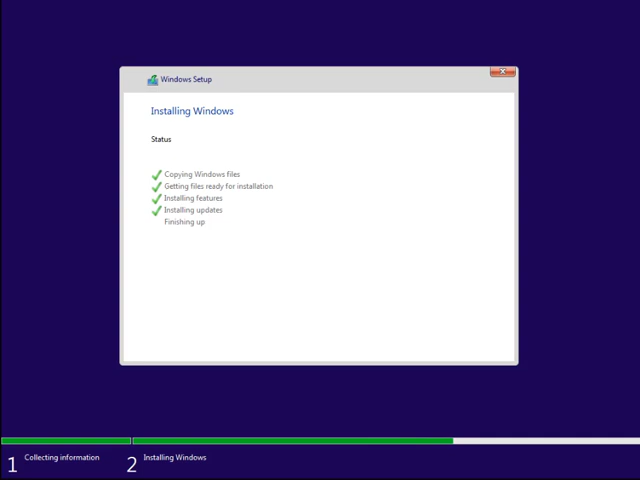 Windows Setup
Installing Windows
Status
Copying Windows files
Getting files ready for installation
Installing features
Installing updates
Finishing up
1 Collecting information
2 Installing Windows